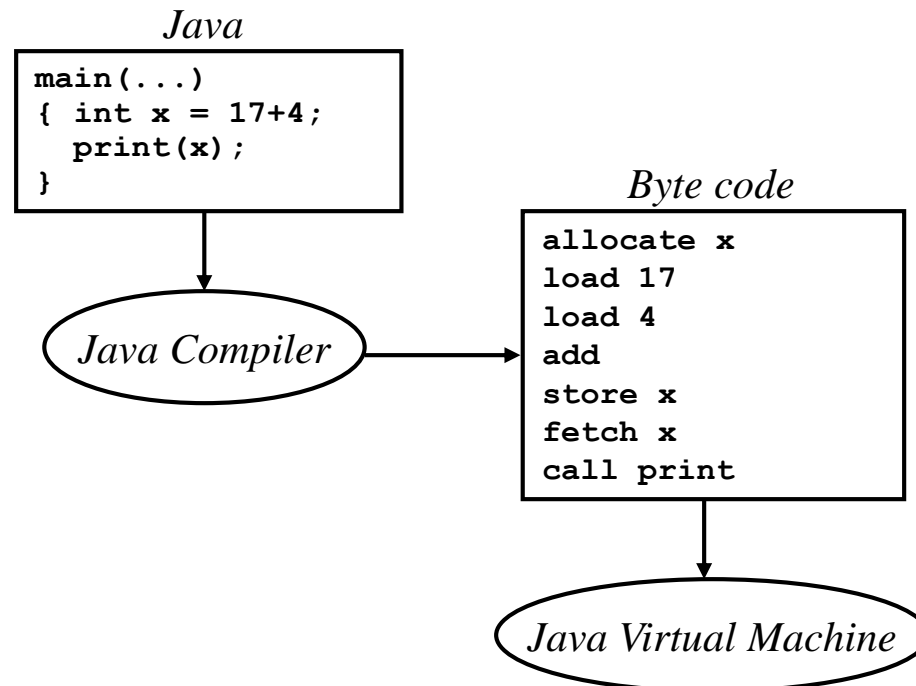 Java
main(...)
{ int x = 17+4;
  print(x);
}
Java Compiler
Byte code
allocate x
load 17
load 4
add
store x
fetch x
call print
Java Virtual Machine